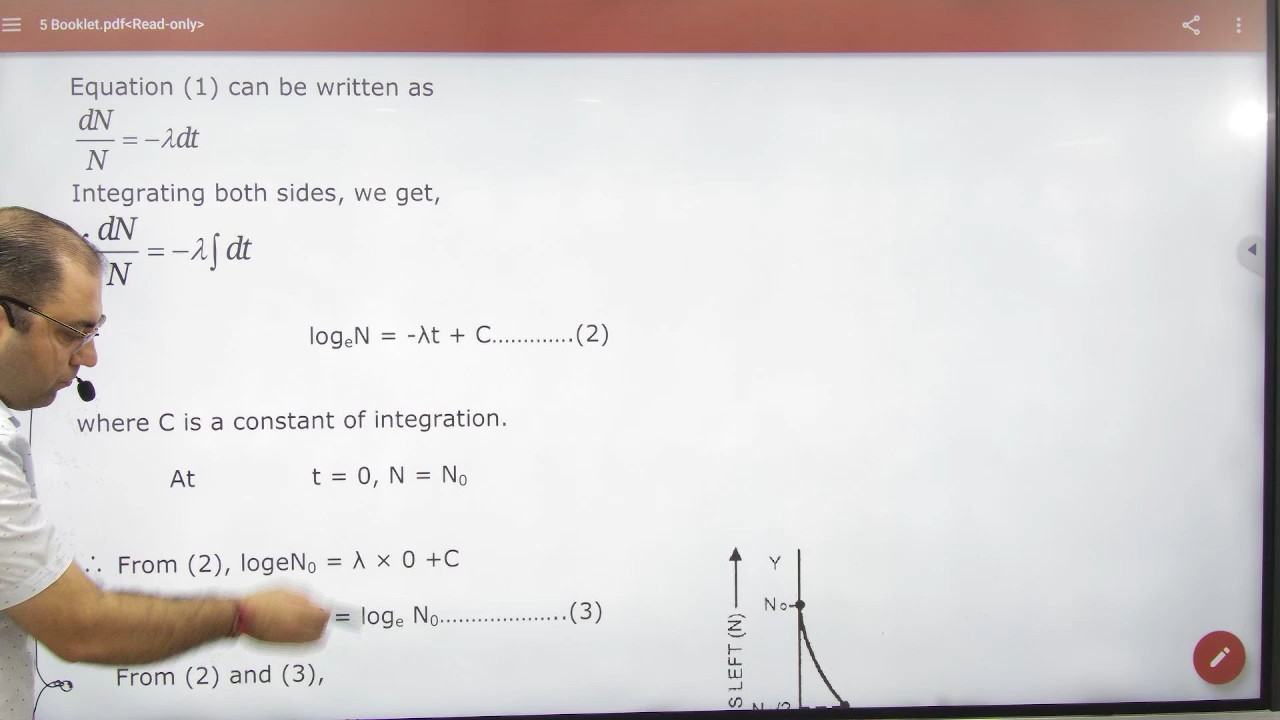 5 Booklet.pdf<Read-only>
Equation (1) can be written as
dN/N = −λdt
Integrating both sides, we get,
dN/N = −λ∫ dt
logₑN = -λt + C.............(2)
where C is a constant of integration.
At t = 0, N = N₀
∴ From (2), logeN₀ = λ × 0 +C
= logₑ N₀....................(3)
From (2) and (3),
Y
N₀
S LEFT (N)